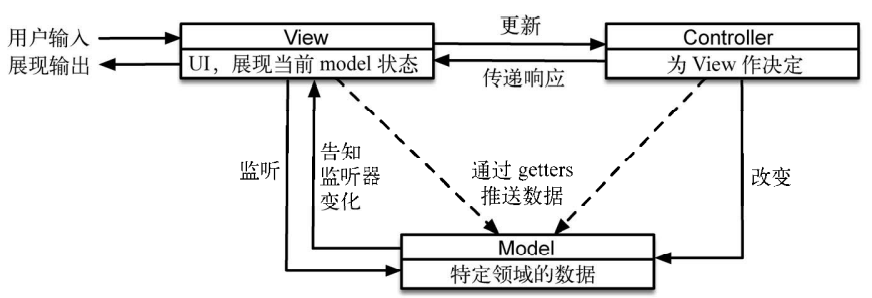 用户输入
展现输出
View
UI，展现当前 model 状态
更新
传递响应
Controller
为 View 作决定
监听
告知
监听器
变化
通过 getters
推送数据
改变
Model
特定领域的数据